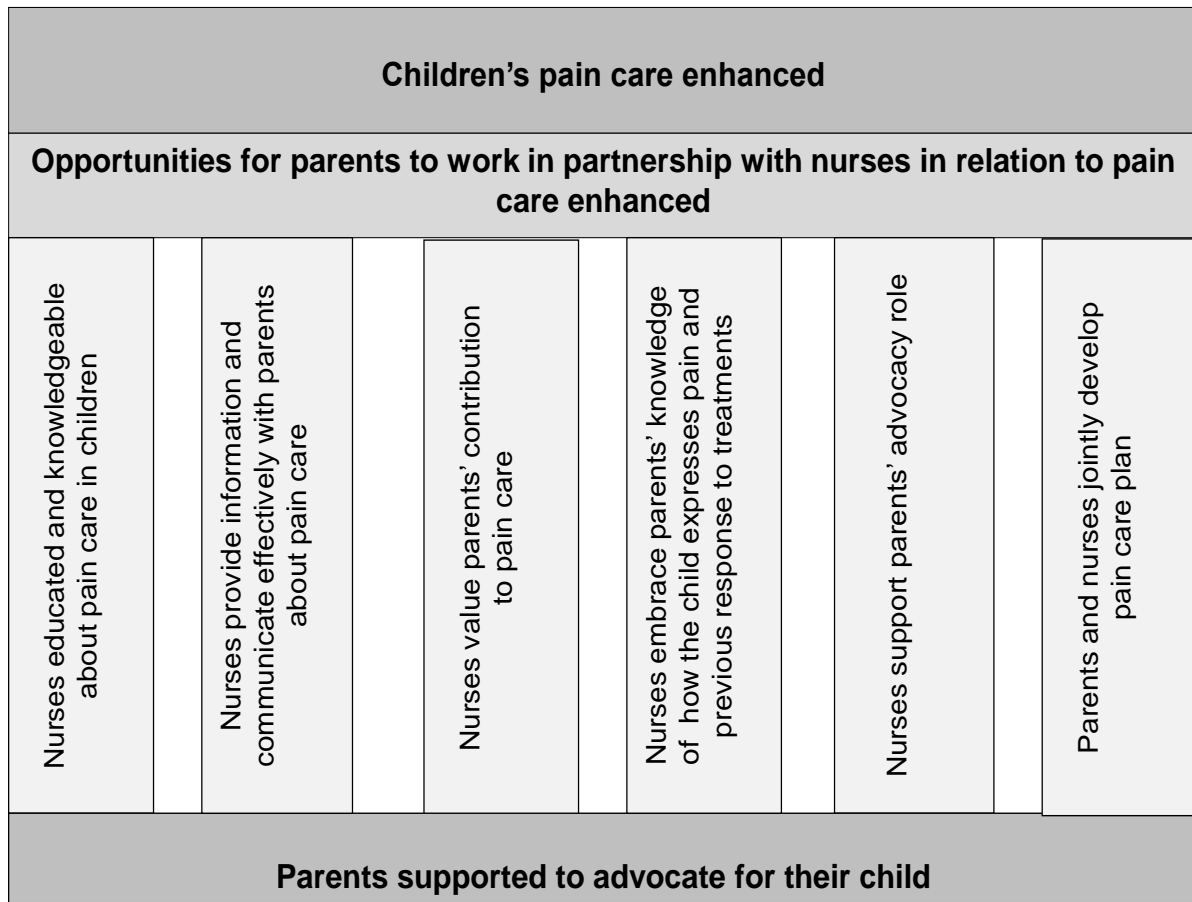 Children’s pain care enhanced
Opportunities for parents to work in partnership with nurses in relation to pain
care enhanced
Nurses educated and knowledgeable
about pain care in children
Nurses provide information and
communicate effectively with parents
about pain care
Nurses value parents’ contribution
to pain care
Nurses embrace parents’ knowledge
of how the child expresses pain and
previous response to treatments
Nurses support parents’ advocacy role
Parents and nurses jointly develop
pain care plan
Parents supported to advocate for their child